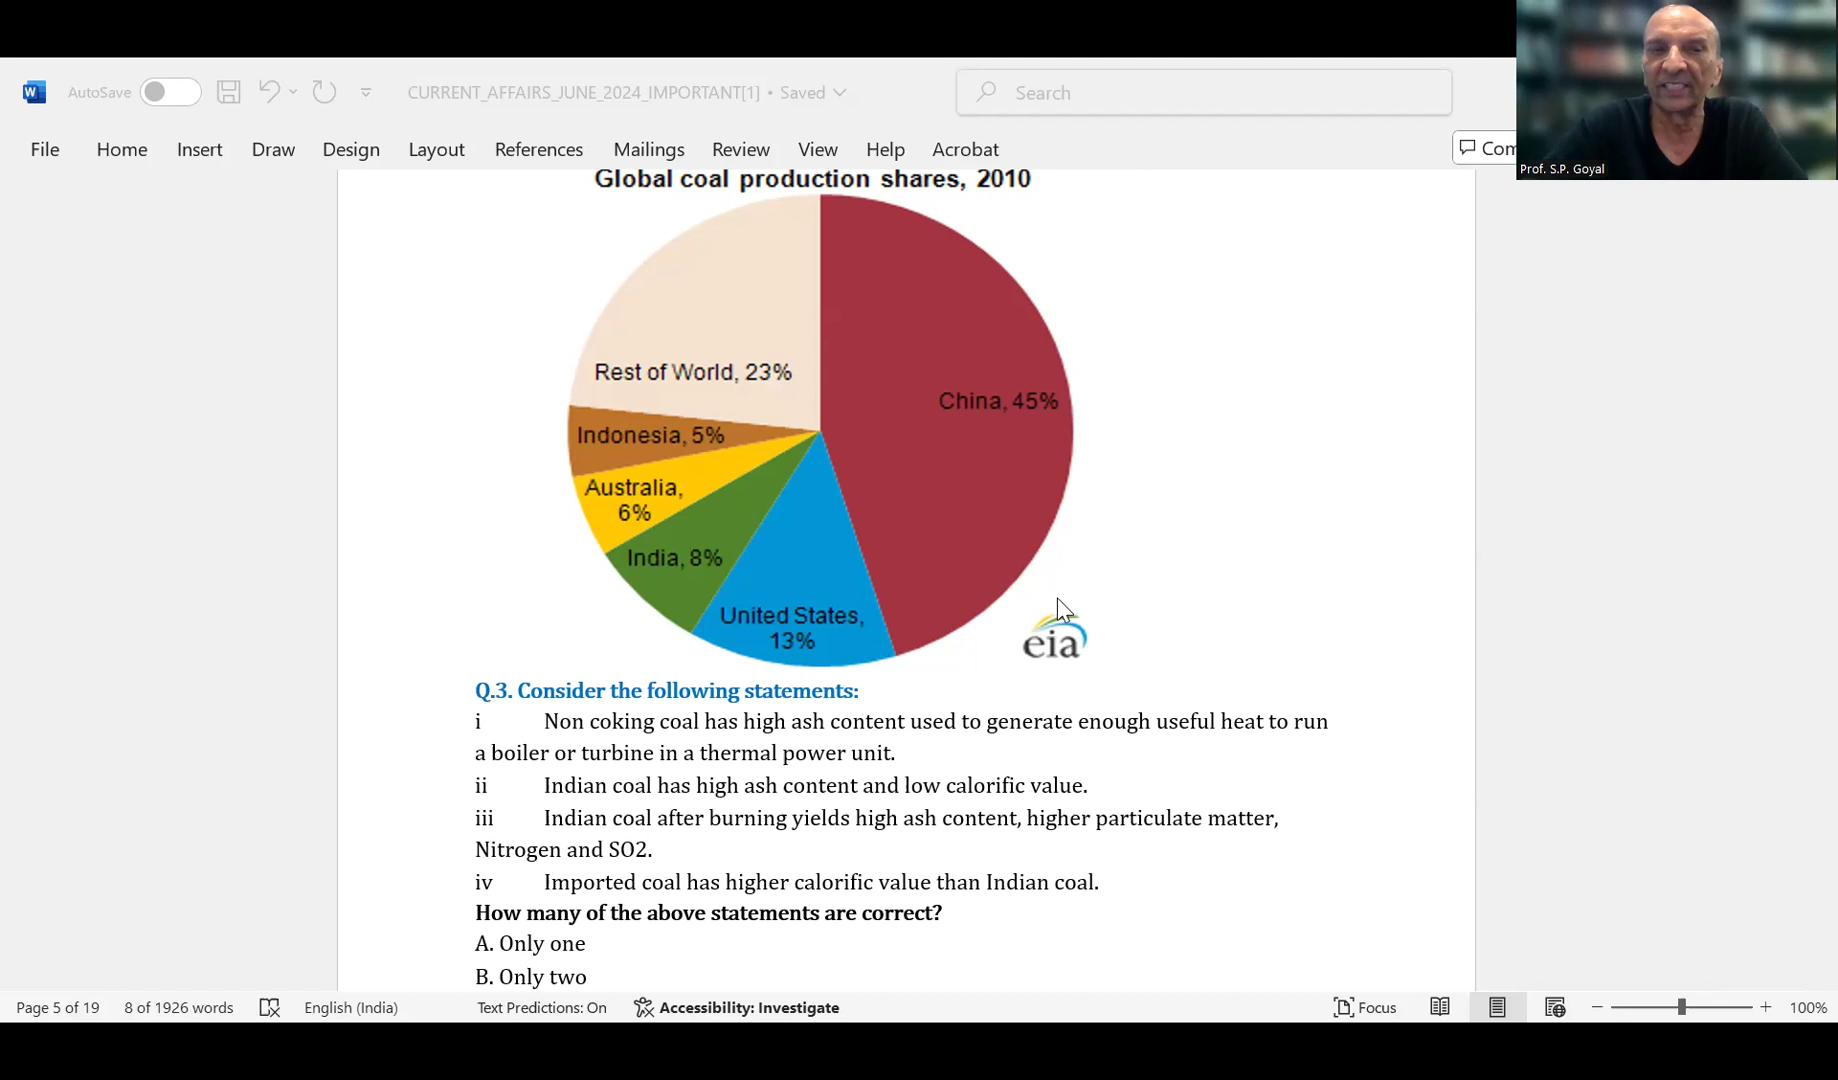 AutoSave
CURRENT_AFFAIRS_JUNE_2024_IMPORTANT[1] • Saved
Search
File Home Insert Draw Design Layout References Mailings Review View Help Acrobat
Com
Prof. S.P. Goyal
Global coal production shares, 2010
Rest of World, 23%
China, 45%
Indonesia, 5%
Australia,
6%
India, 8%
United States,
13%
eia
Q.3. Consider the following statements:
i Non coking coal has high ash content used to generate enough useful heat to run
a boiler or turbine in a thermal power unit.
ii Indian coal has high ash content and low calorific value.
iii Indian coal after burning yields high ash content, higher particulate matter,
Nitrogen and SO2.
iv Imported coal has higher calorific value than Indian coal.
How many of the above statements are correct?
A. Only one
B. Only two
Page 5 of 19 8 of 1926 words English (India) Text Predictions: On Accessibility: Investigate Focus 100%